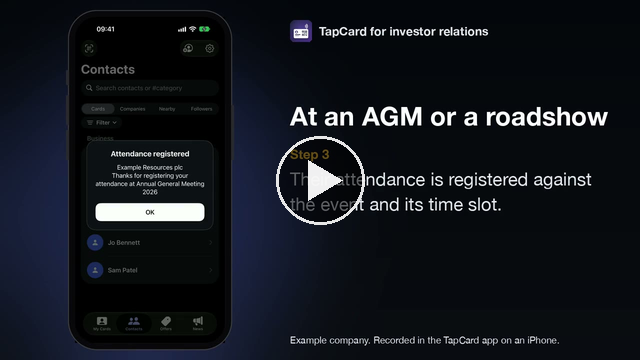 09:41
TapCard for investor relations
Contacts
Search contacts or #category
Cards Companies Nearby Followers
Filter
Business
Attendance registered
Example Resources plc
Thanks for registering your
attendance at Annual General Meeting
2026
OK
Jo Bennett
Sam Patel
My Cards Contacts Offers News
At an AGM or a roadshow
Step 3
attendance is registered against
the event and its time slot.
Example company. Recorded in the TapCard app on an iPhone.